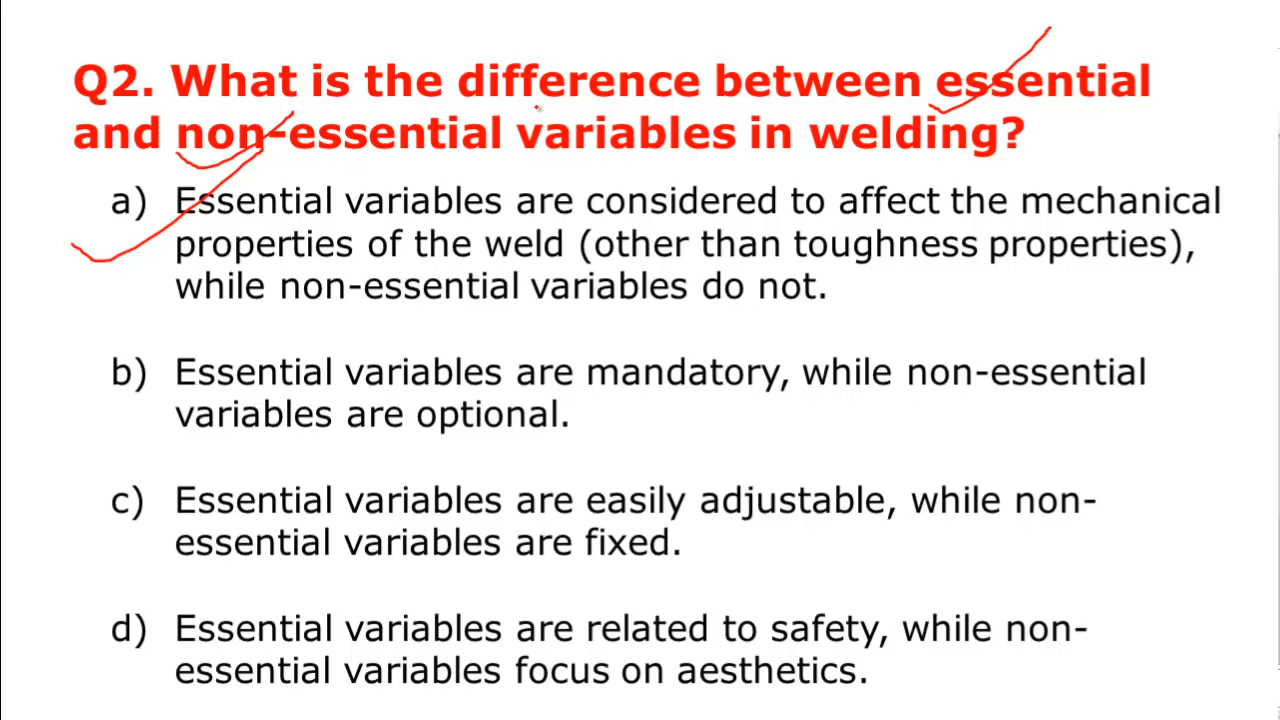 Q2. What is the difference between essential
and non-essential variables in welding?
a) Essential variables are considered to affect the mechanical
properties of the weld (other than toughness properties),
while non-essential variables do not.
b) Essential variables are mandatory, while non-essential
variables are optional.
c) Essential variables are easily adjustable, while non-
essential variables are fixed.
d) Essential variables are related to safety, while non-
essential variables focus on aesthetics.